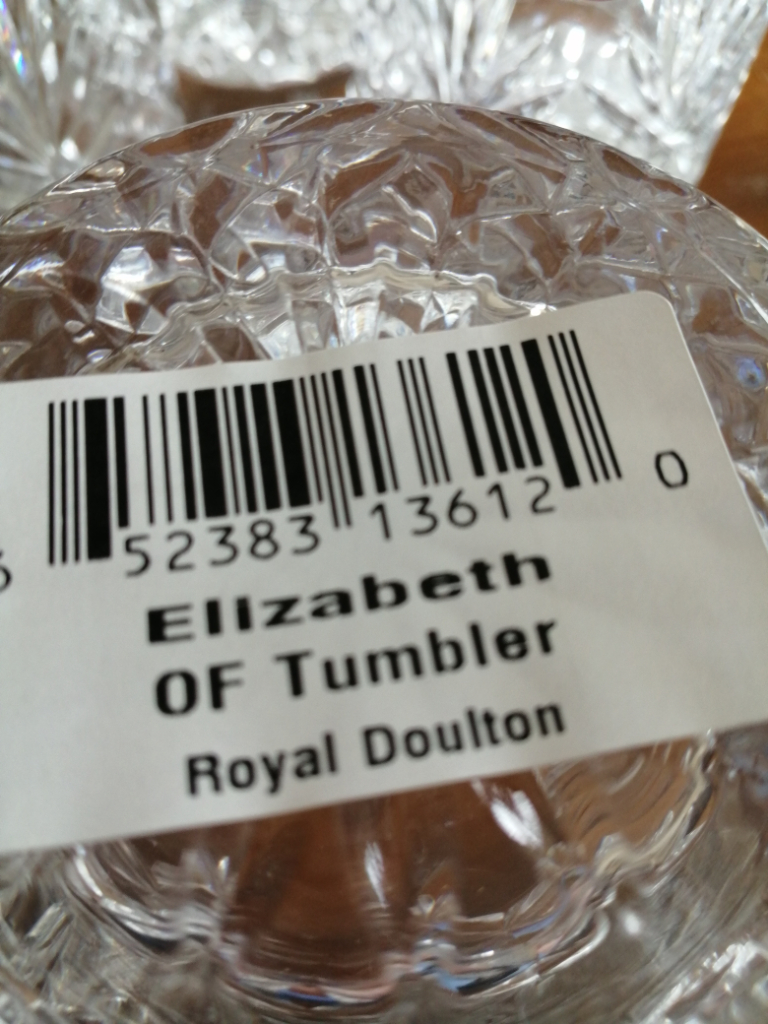 52383 13612 0
Elizabeth
OF Tumbler
Royal Doulton